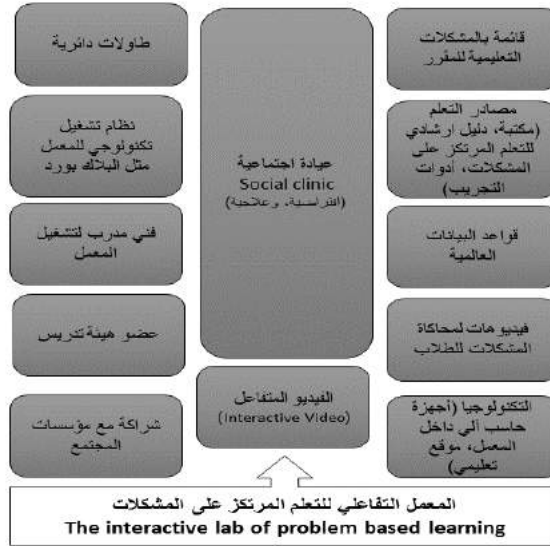 قائمة بالمشكلات
التعليمية للمقرر
مصادر التعلم
(مكتبة، دليل ارشادي
للتعلم المرتكز على
المشكلات، أدوات
التجريب)
قواعد البيانات
العالمية
فيديوهات لمحاكاة
المشكلات للطلاب
التكنولوجيا (أجهزة
حاسب ألي داخل
المعمل، موقع
تعليمي)
عيادة اجتماعية
Social clinic
(افتراضية، وعلاجية)
الفيديو المتفاعل
(Interactive Video)
طاولات دائرية
نظام تشغيل
تكنولوجي للمعمل
مثل البلاك بورد
فني مدرب لتشغيل
المعمل
عضو هيئة تدريس
شراكة مع مؤسسات
المجتمع
المعمل التفاعلي للتعلم المرتكز على المشكلات
The interactive lab of problem based learning